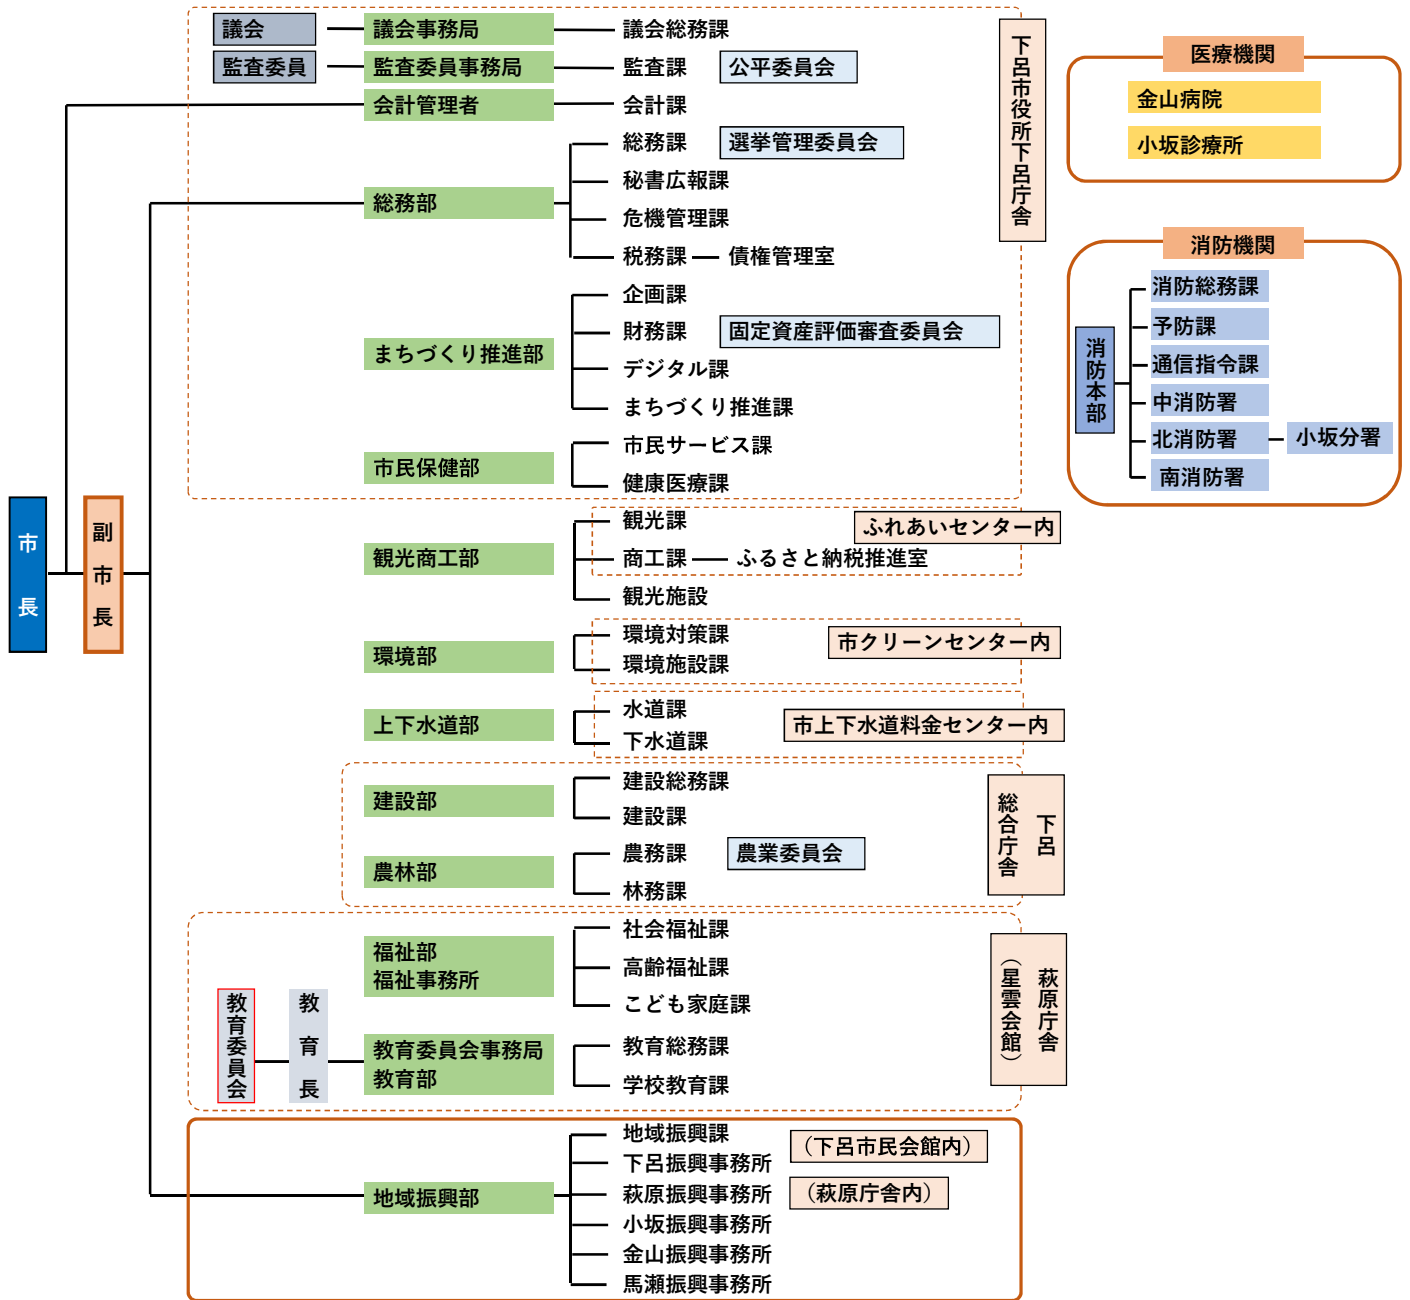 議会
議会事務局
議会総務課
監査委員
監査委員事務局
監査課
公平委員会
会計管理者
会計課
総務部
総務課
選挙管理委員会
秘書広報課
危機管理課
税務課
債権管理室
まちづくり推進部
企画課
財務課
固定資産評価審査委員会
デジタル課
まちづくり推進課
市民保健部
市民サービス課
健康医療課
下呂市役所下呂庁舎
市長
副市長
観光商工部
観光課
商工課
ふるさと納税推進室
観光施設
ふれあいセンター内
環境部
環境対策課
環境施設課
市クリーンセンター内
上下水道部
水道課
下水道課
市上下水道料金センター内
建設部
建設総務課
建設課
農林部
農務課
農業委員会
林務課
下呂
総合庁舎
福祉部
福祉事務所
社会福祉課
高齢福祉課
こども家庭課
教育委員会
教育長
教育委員会事務局
教育部
教育総務課
学校教育課
萩原庁舎
（星雲会館）
地域振興部
地域振興課
下呂振興事務所
（下呂市民会館内）
萩原振興事務所
（萩原庁舎内）
小坂振興事務所
金山振興事務所
馬瀬振興事務所
医療機関
金山病院
小坂診療所
消防機関
消防本部
消防総務課
予防課
通信指令課
中消防署
北消防署
小坂分署
南消防署